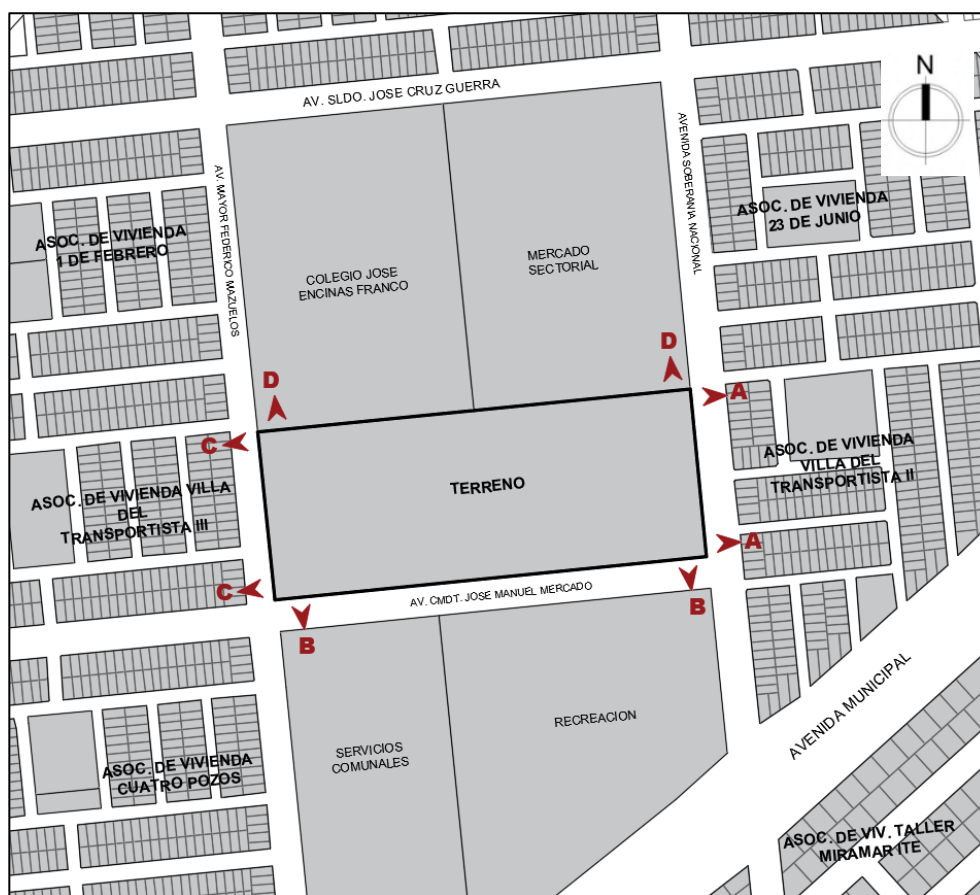 N
AV. SLDO. JOSE CRUZ GUERRA
AV. MAYOR FEDERICO MAZUELOS
AVENIDA SOBERANIA NACIONAL
ASOC. DE VIVIENDA
1 DE FEBRERO
COLEGIO JOSE
ENCINAS FRANCO
MERCADO
SECTORIAL
ASOC. DE VIVIENDA
23 DE JUNIO
D
D
A
C
ASOC. DE VIVIENDA VILLA
DEL
TRANSPORTISTA III
TERRENO
ASOC. DE VIVIENDA
VILLA DEL
TRANSPORTISTA II
A
C
B
B
AV. CMDT. JOSE MANUEL MERCADO
SERVICIOS
COMUNALES
RECREACION
AVENIDA MUNICIPAL
ASOC. DE VIVIENDA
CUATRO POZOS
ASOC. DE VIV. TALLER
MIRAMAR ITE